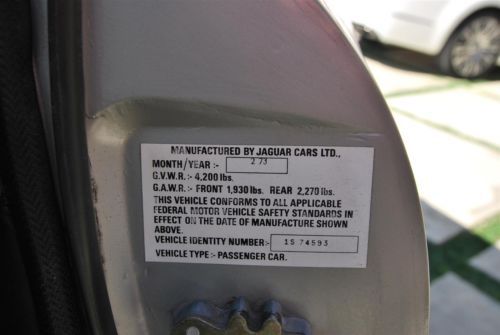 MANUFACTURED BY JAGUAR CARS LTD.,
MONTH/YEAR :- 2 73
G.V.W.R. :- 4,200 lbs.
G.A.W.R. :- FRONT 1,930 lbs. REAR 2,270 lbs.
THIS VEHICLE CONFORMS TO ALL APPLICABLE
FEDERAL MOTOR VEHICLE SAFETY STANDARDS IN
EFFECT ON THE DATE OF MANUFACTURE SHOWN
ABOVE.
VEHICLE IDENTITY NUMBER:- 1S 74593
VEHICLE TYPE :- PASSENGER CAR.